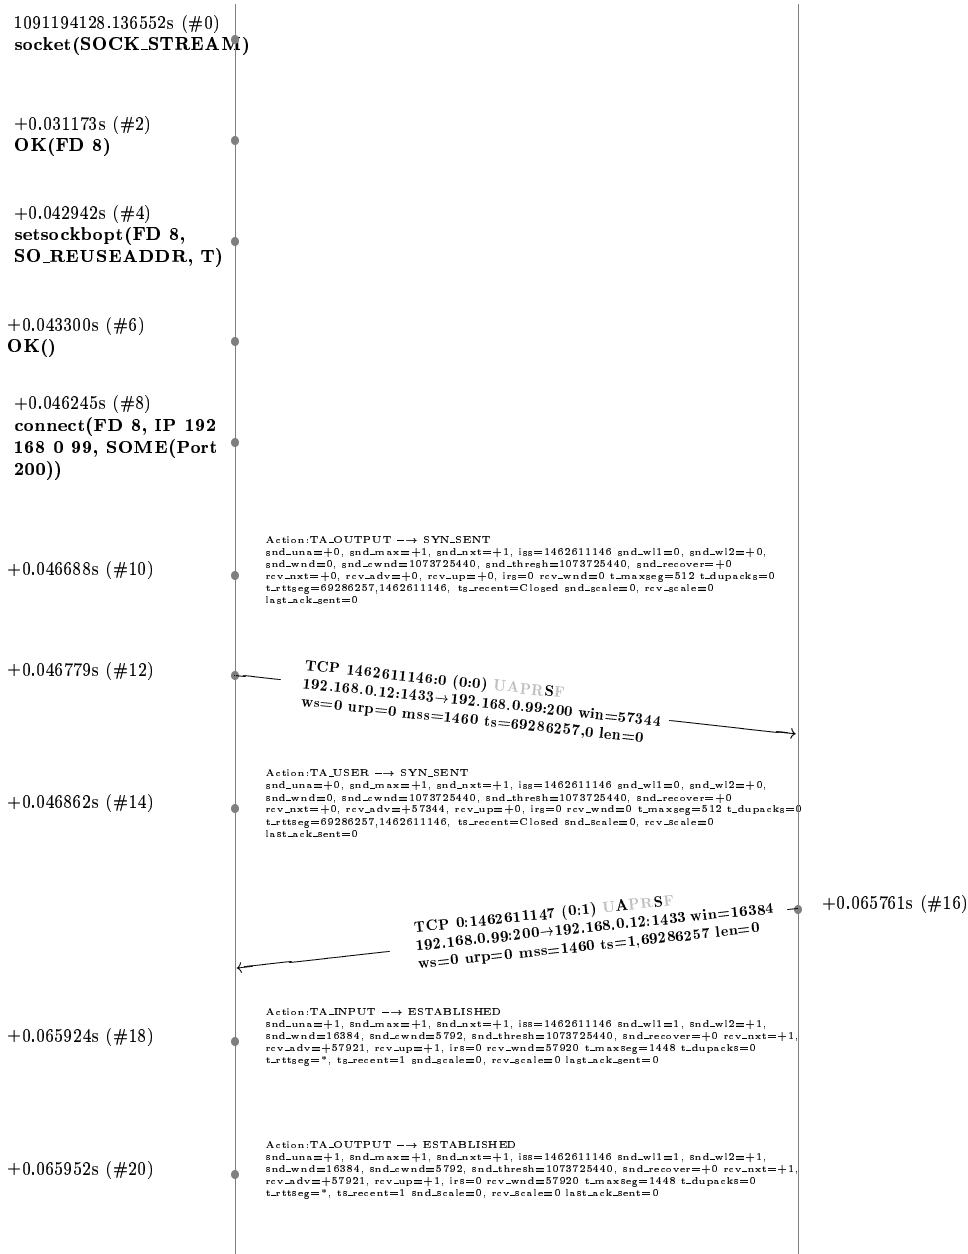 1091194128.136552s (#0)
socket(SOCK_STREAM)
+0.031173s (#2)
OK(FD 8)
+0.042942s (#4)
setsockbopt(FD 8,
SO_REUSEADDR, T)
+0.043300s (#6)
OK()
+0.046245s (#8)
connect(FD 8, IP 192
168 0 99, SOME(Port
200))
+0.046688s (#10)
Action:TA_OUTPUT → SYN_SENT
snd_una=+0, snd_max=+1, snd_nxt=+1, iss=1462611146 snd_wl1=0, snd_wl2=+0,
snd_wnd=0, snd_cwnd=1073725440, snd_thresh=1073725440, snd_recover=+0
rcv_nxt=+0, rcv_adv=+0, rcv_up=+0, irs=0 rcv_wnd=0 t_maxseg=512 t_dupacks=0
t_rttseg=69286257,1462611146, ts_recent=Closed snd_scale=0, rcv_scale=0
last_ack_sent=0
+0.046779s (#12)
TCP 1462611146:0 (0:0) UAPRSF
192.168.0.12:1433→192.168.0.99:200 win=57344
ws=0 urp=0 mss=1460 ts=69286257,0 len=0
+0.046862s (#14)
Action:TA_USER → SYN_SENT
snd_una=+0, snd_max=+1, snd_nxt=+1, iss=1462611146 snd_wl1=0, snd_wl2=+0,
snd_wnd=0, snd_cwnd=1073725440, snd_thresh=1073725440, snd_recover=+0
rcv_nxt=+0, rcv_adv=+57344, rcv_up=+0, irs=0 rcv_wnd=0 t_maxseg=512 t_dupacks=0
t_rttseg=69286257,1462611146, ts_recent=Closed snd_scale=0, rcv_scale=0
last_ack_sent=0
+0.065761s (#16)
TCP 0:1462611147 (0:1) UAPRSF
192.168.0.99:200→192.168.0.12:1433 win=16384
ws=0 urp=0 mss=1460 ts=1,69286257 len=0
+0.065924s (#18)
Action:TA_INPUT → ESTABLISHED
snd_una=+1, snd_max=+1, snd_nxt=+1, iss=1462611146 snd_wl1=1, snd_wl2=+1,
snd_wnd=16384, snd_cwnd=5792, snd_thresh=1073725440, snd_recover=+0 rcv_nxt=+1,
rcv_adv=+57921, rcv_up=+1, irs=0 rcv_wnd=57920 t_maxseg=1448 t_dupacks=0
t_rttseg=*, ts_recent=1 snd_scale=0, rcv_scale=0 last_ack_sent=0
+0.065952s (#20)
Action:TA_OUTPUT → ESTABLISHED
snd_una=+1, snd_max=+1, snd_nxt=+1, iss=1462611146 snd_wl1=1, snd_wl2=+1,
snd_wnd=16384, snd_cwnd=5792, snd_thresh=1073725440, snd_recover=+0 rcv_nxt=+1,
rcv_adv=+57921, rcv_up=+1, irs=0 rcv_wnd=57920 t_maxseg=1448 t_dupacks=0
t_rttseg=*, ts_recent=1 snd_scale=0, rcv_scale=0 last_ack_sent=0